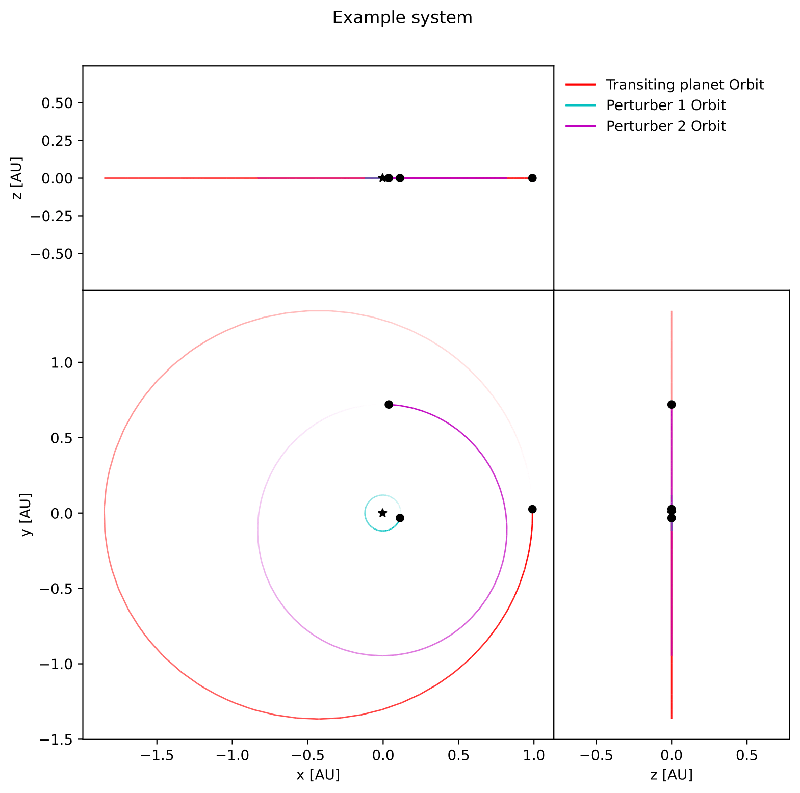 Example system
Transiting planet Orbit
Perturber 1 Orbit
Perturber 2 Orbit
z [AU]
0.50
0.25
0.00
−0.25
−0.50
y [AU]
1.0
0.5
0.0
−0.5
−1.0
−1.5
−1.5 −1.0 −0.5 0.0 0.5 1.0
x [AU]
−0.5 0.0 0.5
z [AU]